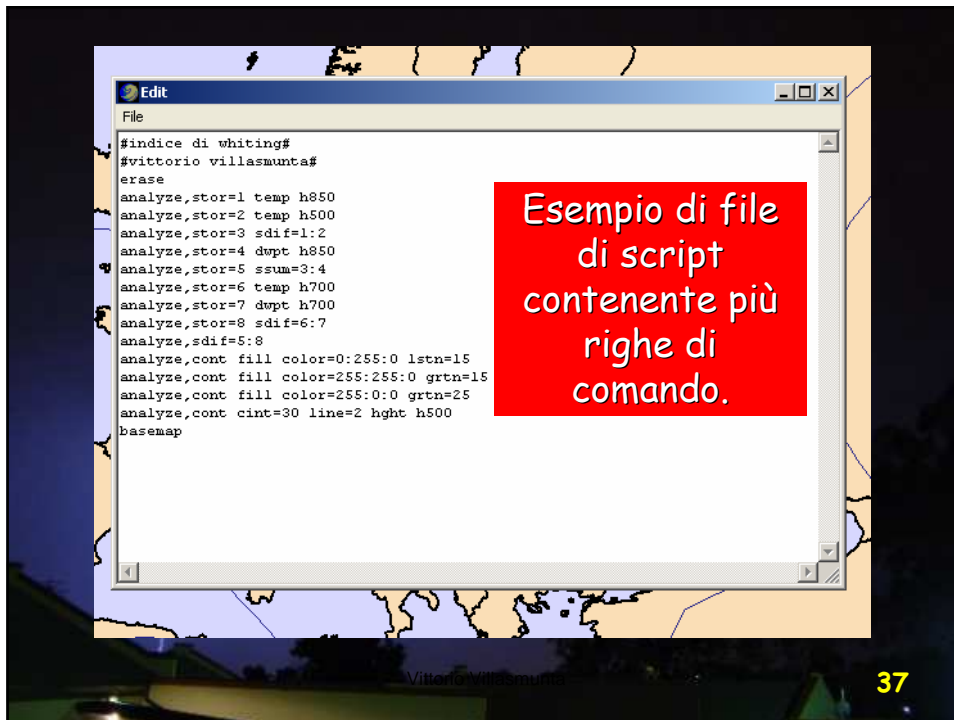 Edit
File
#indice di whiting#
#vittorio villasmunta#
erase
analyze,stor=1 temp h850
analyze,stor=2 temp h500
analyze,stor=3 sdif=1:2
analyze,stor=4 dwpt h850
analyze,stor=5 ssum=3:4
analyze,stor=6 temp h700
analyze,stor=7 dwpt h700
analyze,stor=8 sdif=6:7
analyze,sdif=5:8
analyze,cont fill color=0:255:0 lstn=15
analyze,cont fill color=255:255:0 grtn=15
analyze,cont fill color=255:0:0 grtn=25
analyze,cont cint=30 line=2 hght h500
basemap
Esempio di file
di script
contenente più
righe di
comando.
Vittorio Villasmunta
37